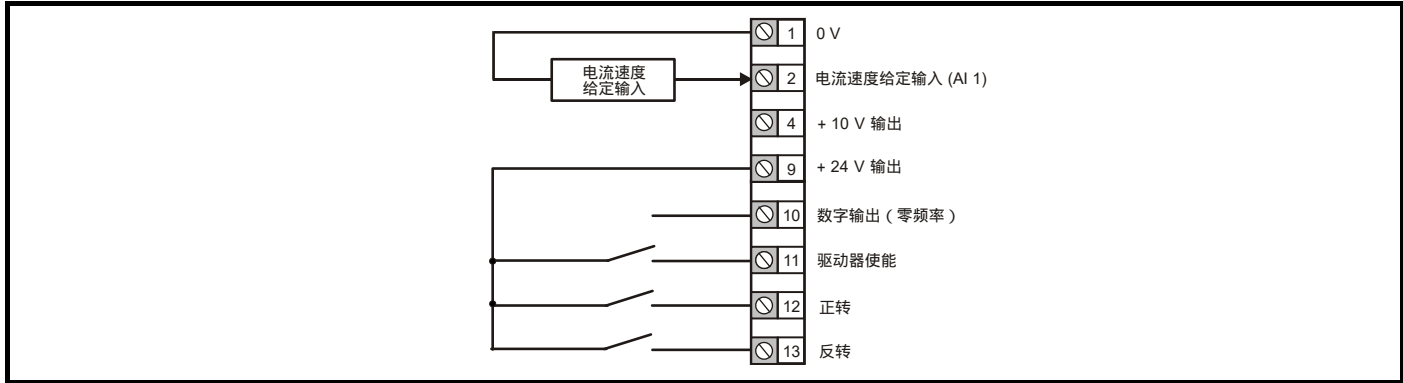 1 0 V
电流速度
给定输入
2 电流速度给定输入 (AI 1)
4 + 10 V 输出
9 + 24 V 输出
10 数字输出（零频率）
11 驱动器使能
12 正转
13 反转